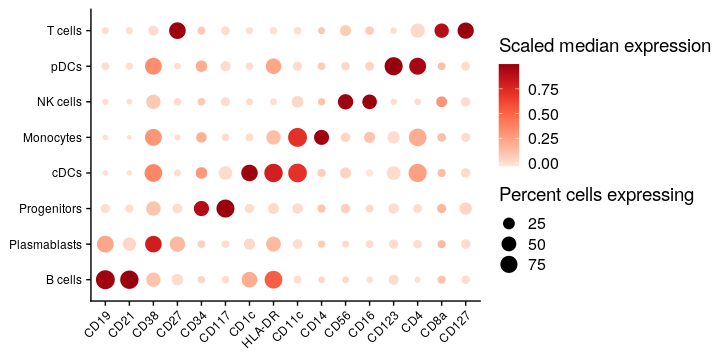 T cells
pDCs
NK cells
Monocytes
cDCs
Progenitors
Plasmablasts
B cells
CD19
CD21
CD38
CD27
CD34
CD117
CD1c
HLA-DR
CD11c
CD14
CD56
CD16
CD123
CD4
CD8a
CD127
Scaled median expression
0.75
0.50
0.25
0.00
Percent cells expressing
25
50
75